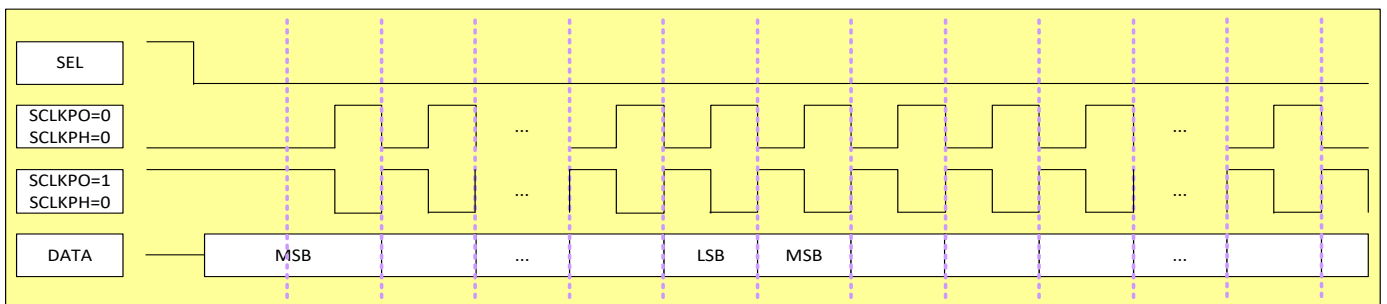 SEL
SCLKPO=0
SCLKPH=0
... ...
SCLKPO=1
SCLKPH=0
... ...
DATA MSB ... LSB MSB ...